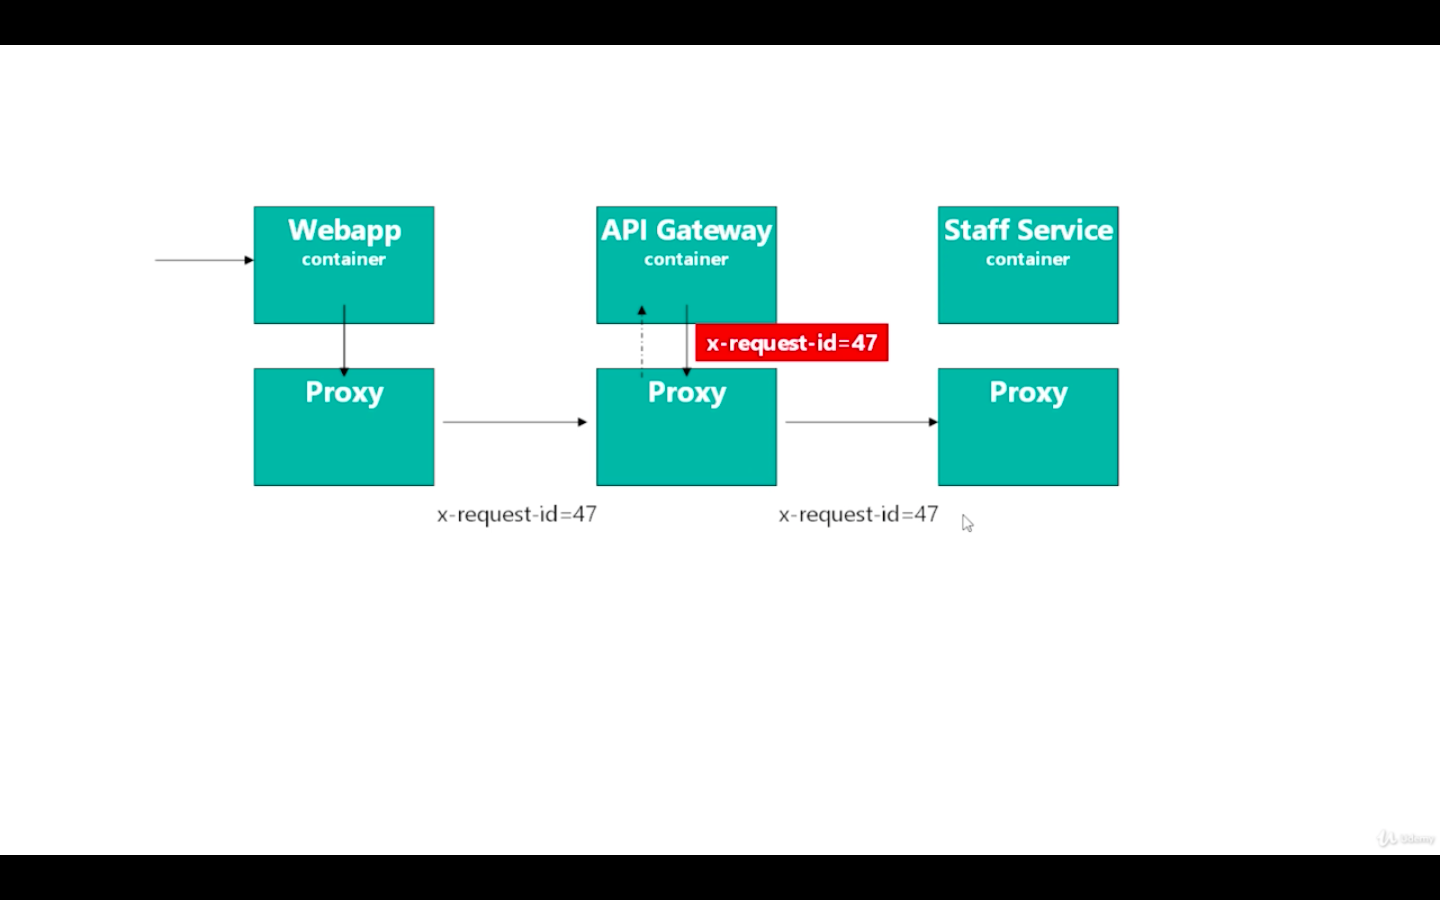 Webapp
container
API Gateway
container
Staff Service
container
x-request-id=47
Proxy
Proxy
Proxy
x-request-id=47
x-request-id=47
Udemy